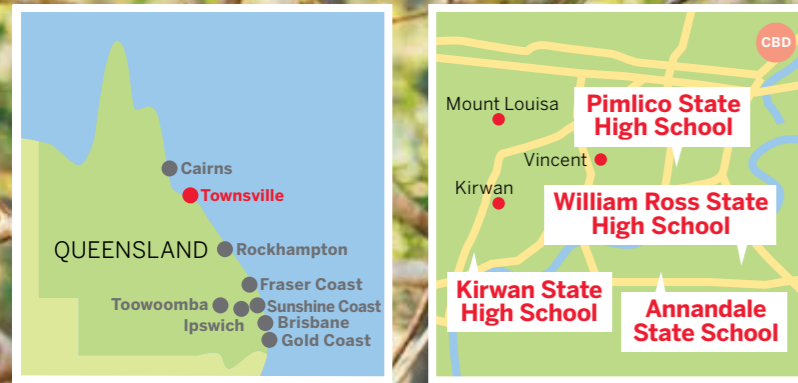 Cairns
Townsville
QUEENSLAND
Rockhampton
Fraser Coast
Toowoomba
Sunshine Coast
Ipswich
Brisbane
Gold Coast
CBD
Mount Louisa
Pimlico State
High School
Vincent
Kirwan
William Ross State
High School
Kirwan State
High School
Annandale
State School